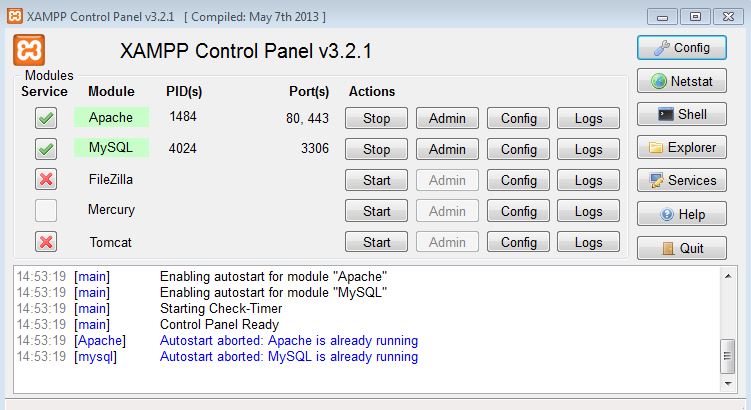 XAMPP Control Panel v3.2.1 [ Compiled: May 7th 2013 ]
XAMPP Control Panel v3.2.1
Config
Modules
Service Module PID(s) Port(s) Actions
Netstat
Apache 1484 80, 443 Stop Admin Config Logs
Shell
MySQL 4024 3306 Stop Admin Config Logs
Explorer
FileZilla Start Admin Config Logs
Services
Mercury Start Admin Config Logs
Help
Tomcat Start Admin Config Logs
Quit
14:53:19 [main] Enabling autostart for module "Apache"
14:53:19 [main] Enabling autostart for module "MySQL"
14:53:19 [main] Starting Check-Timer
14:53:19 [main] Control Panel Ready
14:53:19 [Apache] Autostart aborted: Apache is already running
14:53:19 [mysql] Autostart aborted: MySQL is already running